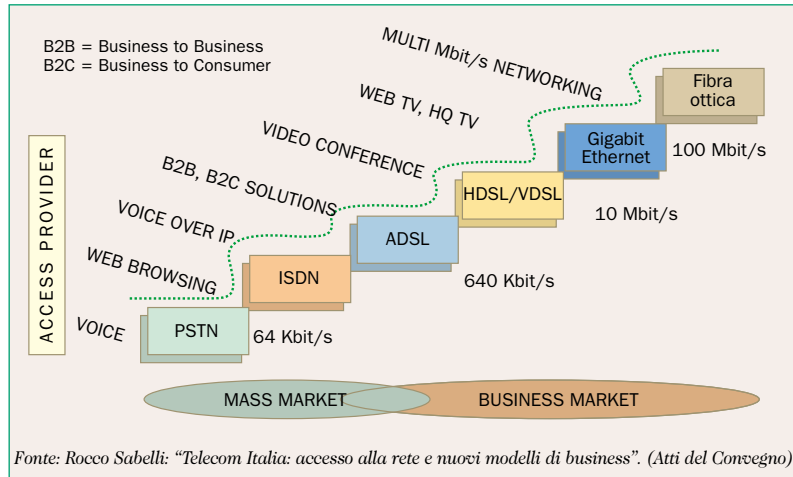 B2B = Business to Business
B2C = Business to Consumer
MULTI Mbit/s NETWORKING
WEB TV, HQ TV
VIDEO CONFERENCE
B2B, B2C SOLUTIONS
VOICE OVER IP
WEB BROWSING
VOICE
ACCESS PROVIDER
Fibra
ottica
Gigabit
Ethernet
100 Mbit/s
HDSL/VDSL
10 Mbit/s
ADSL
640 Kbit/s
ISDN
PSTN
64 Kbit/s
MASS MARKET
BUSINESS MARKET
Fonte: Rocco Sabelli: “Telecom Italia: accesso alla rete e nuovi modelli di business”. (Atti del Convegno)